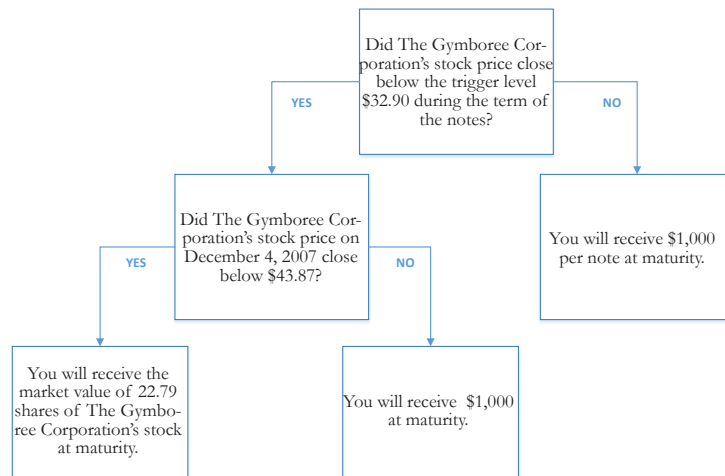 Did The Gymboree Cor-
poration's stock price close
below the trigger level
$32.90 during the term of
the notes?
YES
NO
Did The Gymboree Cor-
poration's stock price on
December 4, 2007 close
below $43.87?
You will receive $1,000
per note at maturity.
YES
NO
You will receive the
market value of 22.79
shares of The Gymbo-
ree Corporation's stock
at maturity.
You will receive $1,000
at maturity.